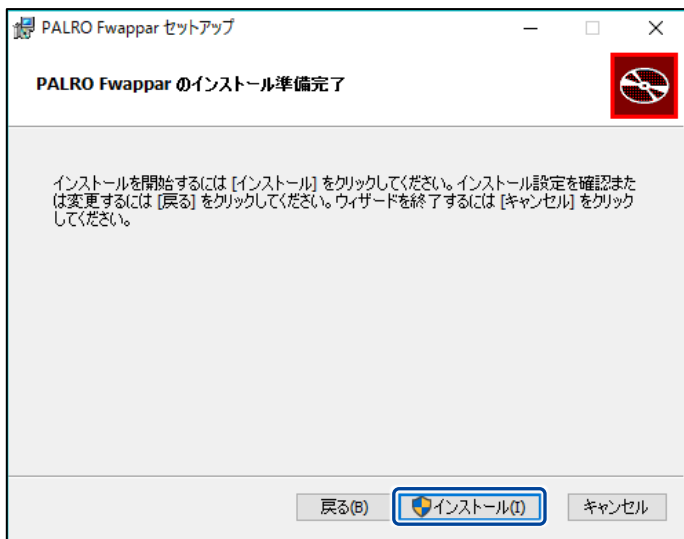 PALRO Fwappar セットアップ
PALRO Fwappar のインストール準備完了
インストールを開始するには [インストール] をクリックしてください。インストール設定を確認また
は変更するには [戻る] をクリックしてください。ウィザードを終了するには [キャンセル] をクリック
してください。
戻る(B) インストール(I) キャンセル